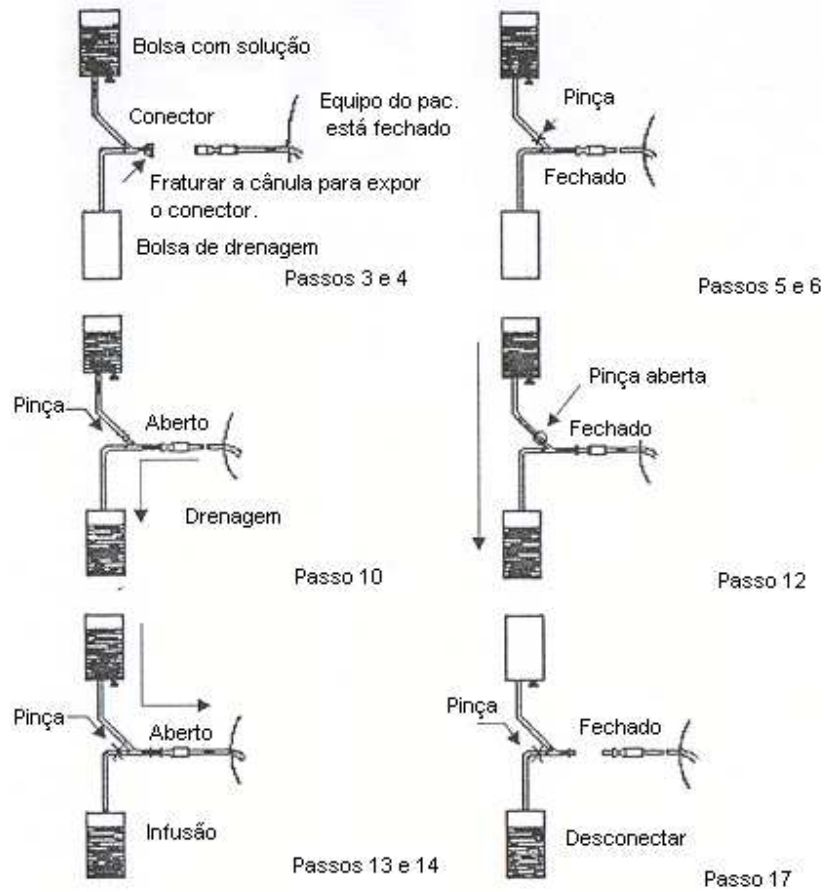 Bolsa com solução
Conector
Equipo do pac.
está fechado
Fraturar a cânula para expor
o conector.
Bolsa de drenagem
Passos 3 e 4
Pinça
Fechado
Passos 5 e 6
Pinça
Aberto
Drenagem
Passo 10
Pinça aberta
Fechado
Passo 12
Pinça
Aberto
Infusão
Passos 13 e 14
Pinça
Fechado
Desconectar
Passo 17